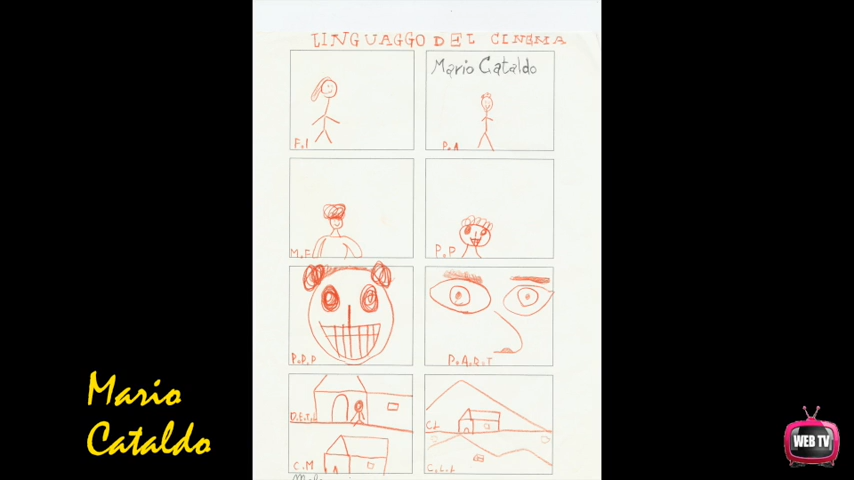 LINGUAGGO DEL CINEMA
Mario Cataldo
F.I
P.A
M.F
P.P
P.P.P
P.A.R.T
D.E.T.L
C.L
C.M
C.L.L
Mario
Cataldo
WEB TV